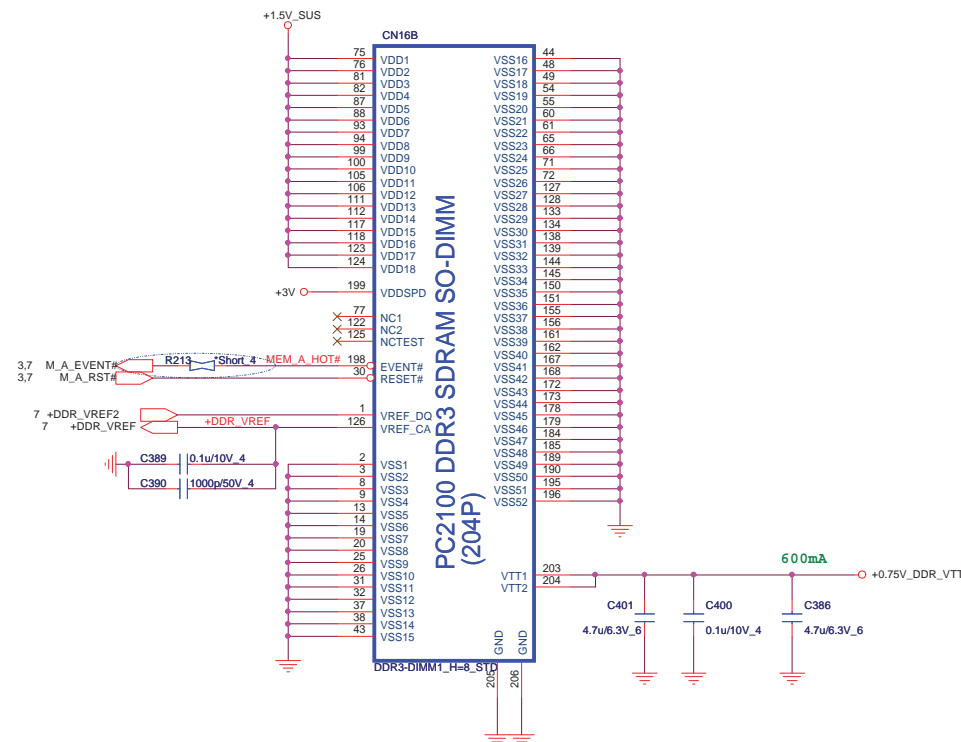 +1.5V_SUS
CN16B
75 VDD1 VSS16 44
76 VDD2 VSS17 48
81 VDD3 VSS18 49
82 VDD4 VSS19 54
87 VDD5 VSS20 55
88 VDD6 VSS21 60
93 VDD7 VSS22 61
94 VDD8 VSS23 65
99 VDD9 VSS24 66
100 VDD10 VSS25 71
105 VDD11 VSS26 72
106 VDD12 VSS27 127
111 VDD13 VSS28 128
112 VDD14 VSS29 133
117 VDD15 VSS30 134
118 VDD16 VSS31 138
123 VDD17 VSS32 139
124 VDD18 VSS33 144
VSS34 145
+3V 199 VDDSPD VSS35 150
VSS36 151
77 NC1 VSS37 155
122 NC2 VSS38 156
125 NCTEST VSS39 161
VSS40 162
3,7 M_A_EVENT# R213 *Short_4 MEM_A_HOT# 198 EVENT# VSS41 167
3,7 M_A_RST# 30 RESET# VSS42 168
VSS43 172
VSS44 173
7 +DDR_VREF2 1 VREF_DQ VSS45 178
7 +DDR_VREF +DDR_VREF 126 VREF_CA VSS46 179
VSS47 184
VSS48 185
C389 0.1u/10V_4 2 VSS1 VSS49 189
C390 1000p/50V_4 3 VSS2 VSS50 190
8 VSS3 VSS51 195
9 VSS4 VSS52 196
13 VSS5
14 VSS6
19 VSS7
20 VSS8
25 VSS9
26 VSS10
31 VSS11
32 VSS12
37 VSS13
38 VSS14
43 VSS15
PC2100 DDR3 SDRAM SO-DIMM
(204P)
600mA
VTT1 203 +0.75V_DDR_VTT
VTT2 204
C401 C400 C386
4.7u/6.3V_6 0.1u/10V_4 4.7u/6.3V_6
GND GND
DDR3-DIMM1_H=8_STD
205 206